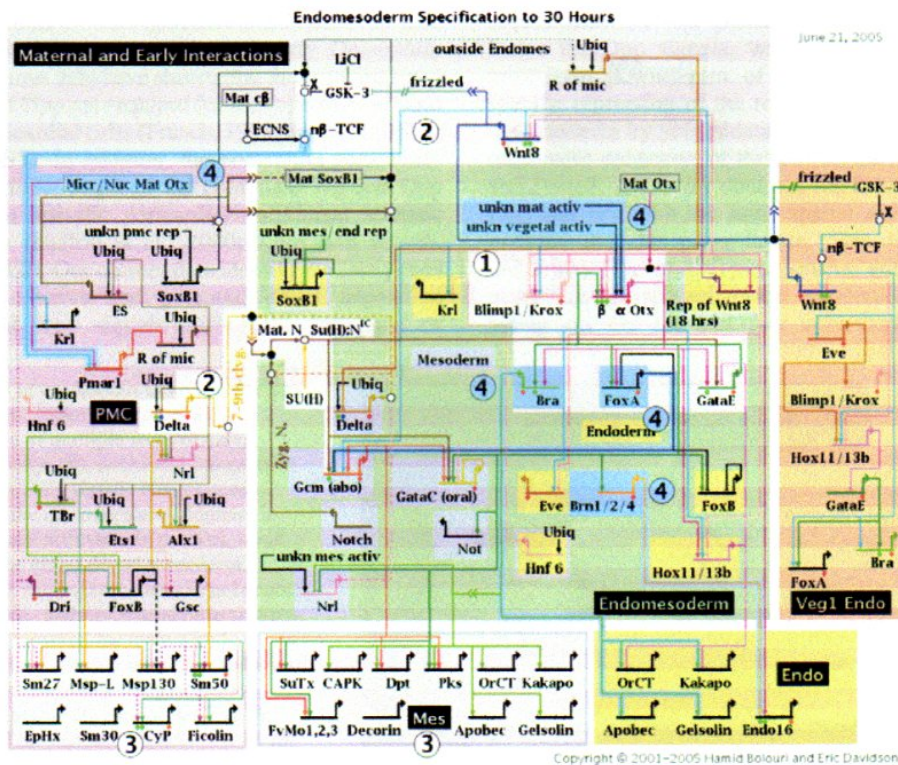 Endomesoderm Specification to 30 Hours
June 21, 2005
Maternal and Early Interactions
outside Endomes
Ubiq
R of mic
LiCl
GSK-3
X
frizzled
Mat cβ
ECNS
nβ-TCF
2
Wnt8
Micr/Nuc Mat Otx
4
Mat SoxB1
Mat Otx
frizzled
GSK-3
X
unkn pmc rep
Ubiq
Ubiq
unkn mes/end rep
Ubiq
unkn mat activ
unkn vegetal activ
4
nβ-TCF
1
ES
SoxB1
SoxB1
Krl
Blimp1/Krox
β α Otx
Rep of Wnt8
(18 hrs)
Wnt8
Krl
Ubiq
R of mic
Mat. N
Su(H):N
IC
Eve
Pmar1
Mesoderm
Ubiq
2
7-9th clvg.
SU(H)
Ubiq
4
Bra
FoxA
GataE
Blimp1/Krox
Ubiq
PMC
Hnf 6
Delta
Delta
4
Endoderm
Hox11/13b
Nrl
Zyg. N.
Gcm (abo)
GataC (oral)
GataE
Ubiq
TBr
Ubiq
Ubiq
Ets1
Alx1
Notch
Not
Eve
Brn1/2/4
4
FoxB
Ubiq
Hnf 6
Bra
FoxA
unkn mes activ
Hox11/13b
Dri
FoxB
Gsc
Nrl
Endomesoderm
Veg1 Endo
Sm27
Msp-L
Msp130
Sm50
SuTx
CAPK
Dpt
Pks
OrCT
Kakapo
OrCT
Kakapo
Endo
EpHx
Sm30
CyP
Ficolin
FvMo1,2,3
Decorin
Mes
Apobec
Gelsolin
Apobec
Gelsolin
Endo16
3
3
Copyright © 2001-2005 Hamid Bolouri and Eric Davidson